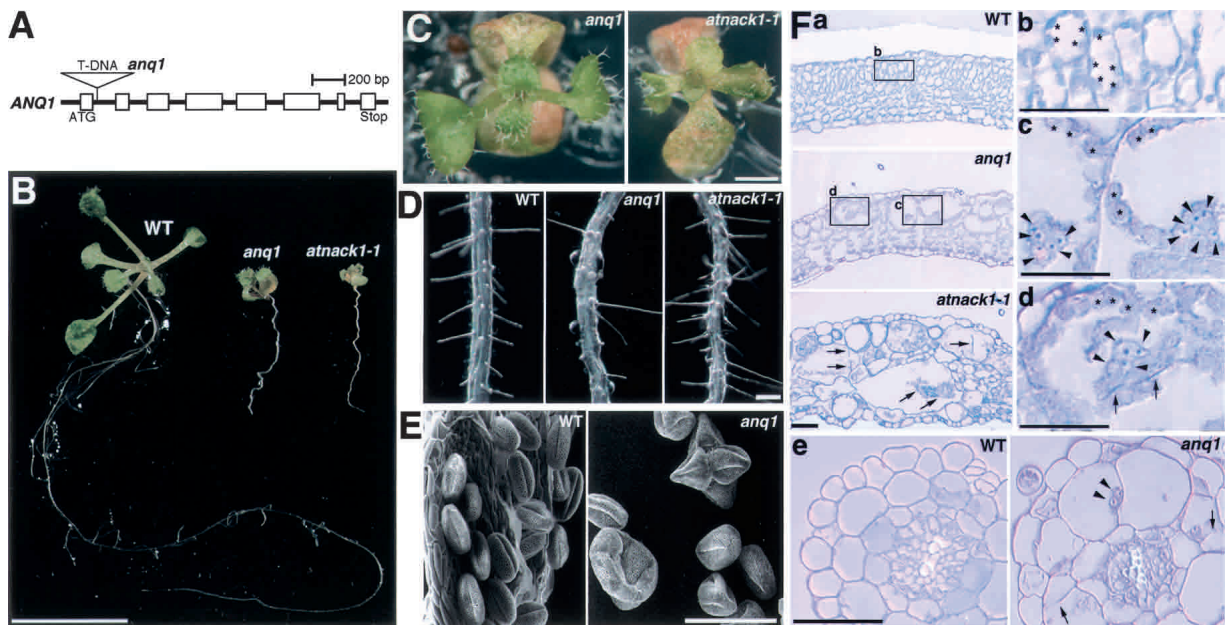 A
T-DNA anq1
200 bp
ANQ1
ATG
Stop
B
WT
anq1
atnack1-1
C
anq1
atnack1-1
D
WT
anq1
atnack1-1
E
WT
anq1
F
a
WT
b
anq1
d
c
atnack1-1
b
* * * * * * *
c
* * * * * * *
d
* * * *
e
WT
anq1